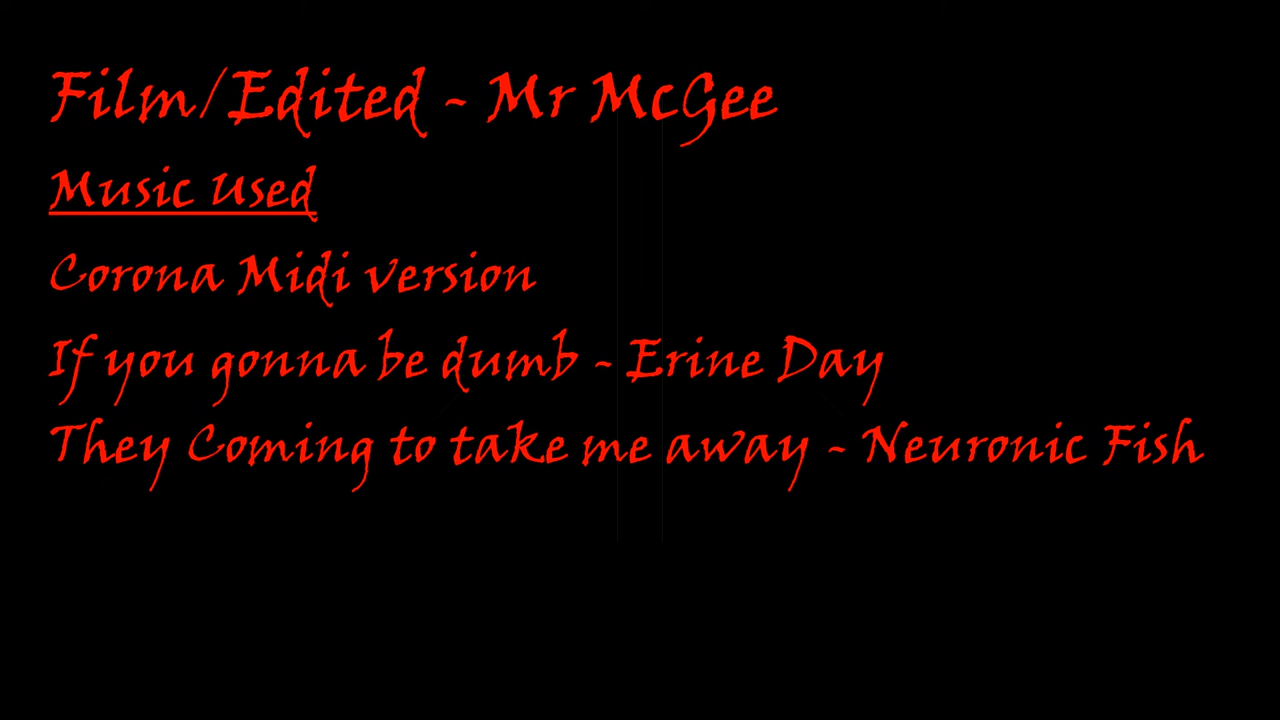 Film/Edited - Mr McGee
Music Used
Corona Midi version
If you gonna be dumb - Erine Day
They Coming to take me away - Neuronic Fish